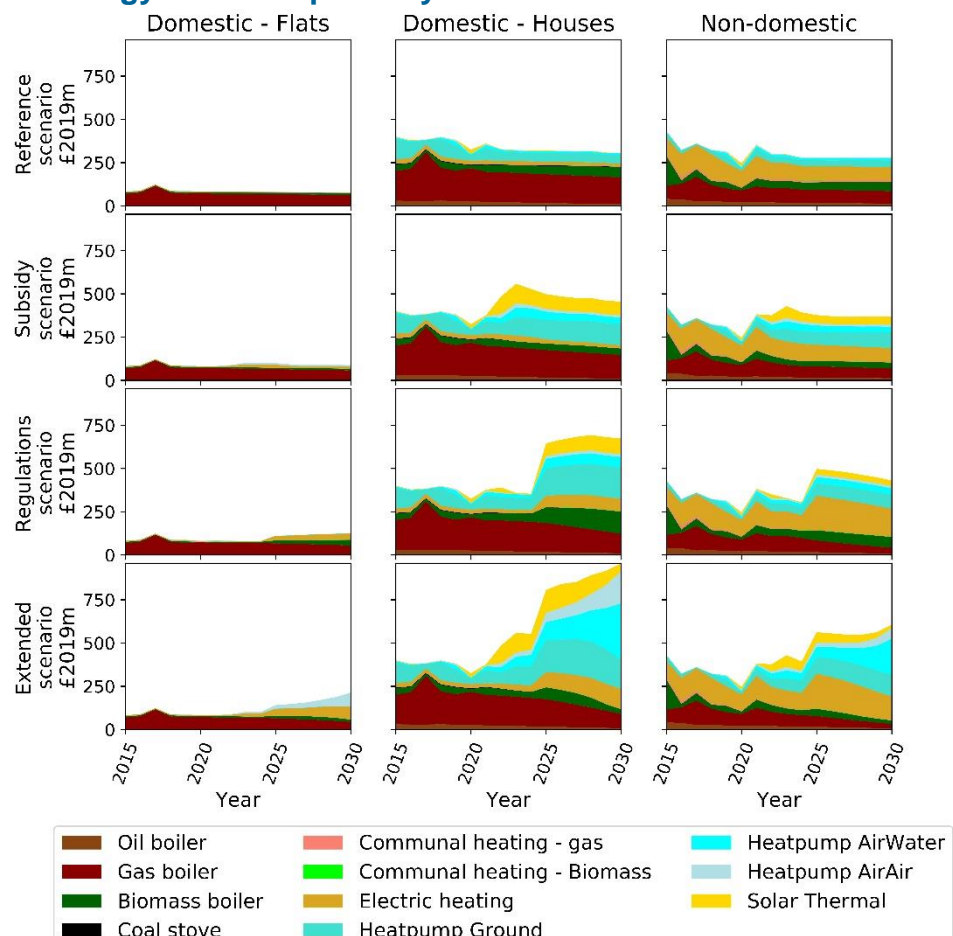 Domestic - Flats Domestic - Houses Non-domestic
Reference
scenario
£2019m
750
500
250
0
Subsidy
scenario
£2019m
750
500
250
0
Regulations
scenario
£2019m
750
500
250
0
Extended
scenario
£2019m
750
500
250
0
2015 2020 2025 2030 2015 2020 2025 2030 2015 2020 2025 2030
Year Year Year
Oil boiler Communal heating - gas Heatpump AirWater
Gas boiler Communal heating - Biomass Heatpump AirAir
Biomass boiler Electric heating Solar Thermal
Coal stove Heatpump Ground